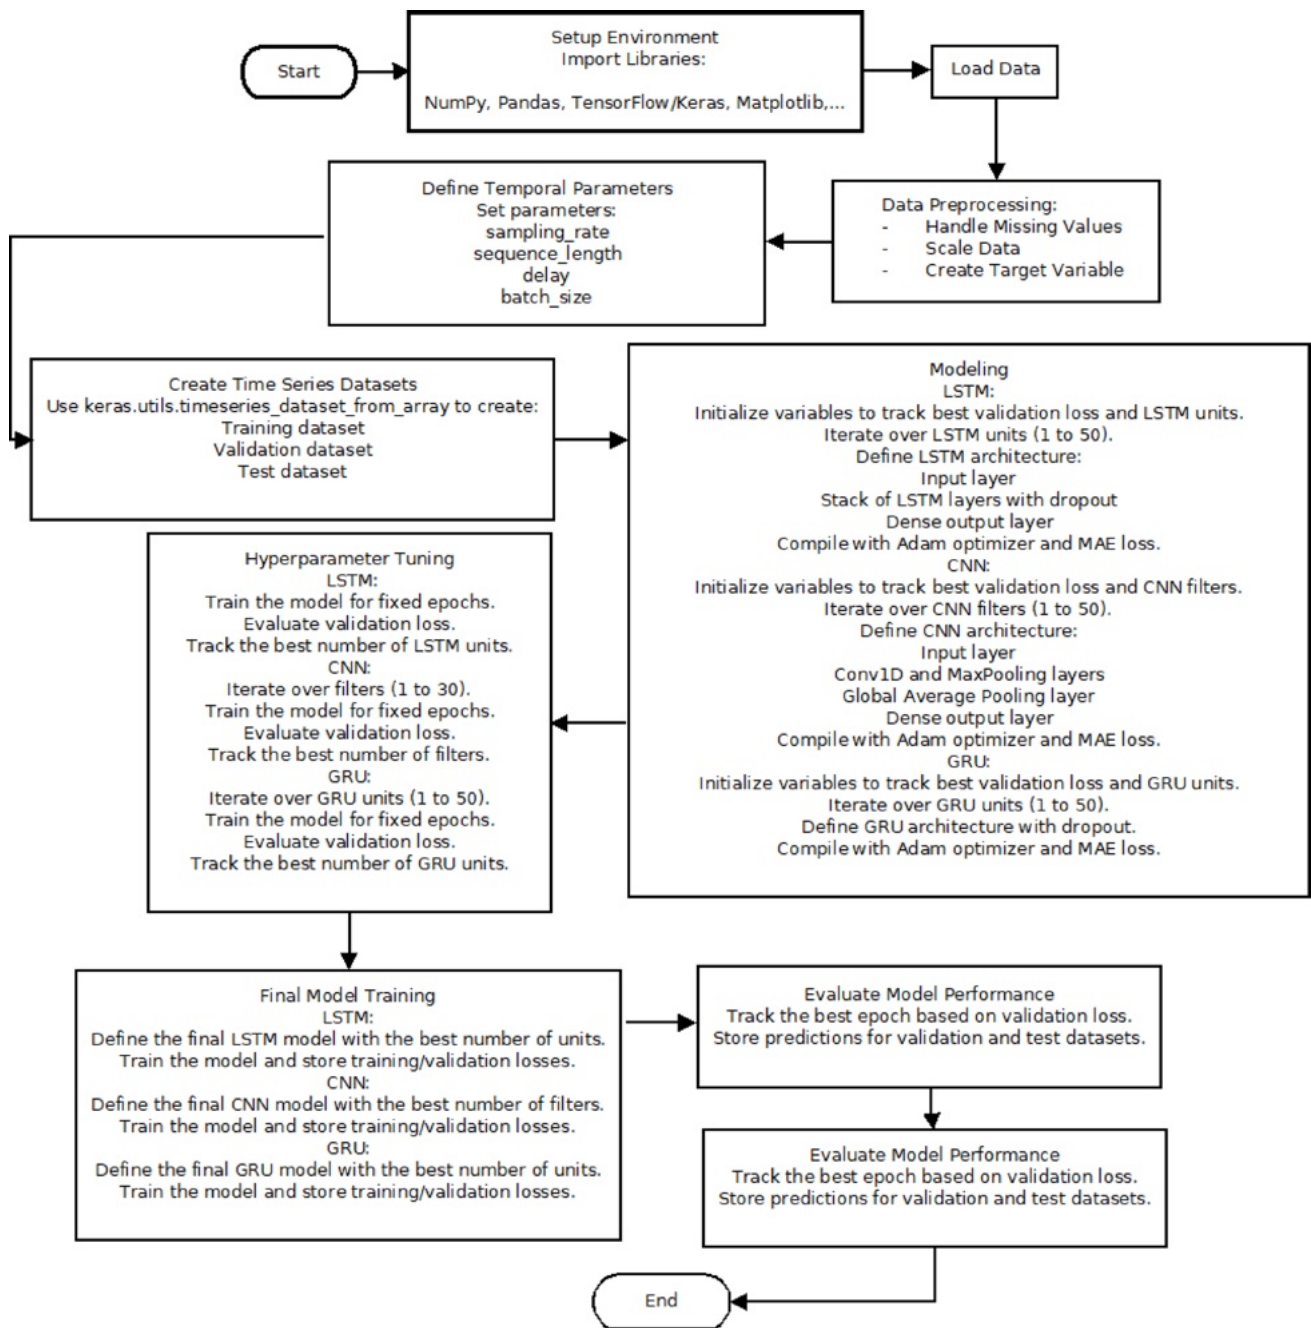 Start
Setup Environment
Import Libraries:
NumPy, Pandas, TensorFlow/Keras, Matplotlib,...
Load Data
Data Preprocessing:
- Handle Missing Values
- Scale Data
- Create Target Variable
Define Temporal Parameters
Set parameters:
sampling_rate
sequence_length
delay
batch_size
Create Time Series Datasets
Use keras.utils.timeseries_dataset_from_array to create:
Training dataset
Validation dataset
Test dataset
Modeling
LSTM:
Initialize variables to track best validation loss and LSTM units.
Iterate over LSTM units (1 to 50).
Define LSTM architecture:
Input layer
Stack of LSTM layers with dropout
Dense output layer
Compile with Adam optimizer and MAE loss.
CNN:
Initialize variables to track best validation loss and CNN filters.
Iterate over CNN filters (1 to 50).
Define CNN architecture:
Input layer
Conv1D and MaxPooling layers
Global Average Pooling layer
Dense output layer
Compile with Adam optimizer and MAE loss.
GRU:
Initialize variables to track best validation loss and GRU units.
Iterate over GRU units (1 to 50).
Define GRU architecture with dropout.
Compile with Adam optimizer and MAE loss.
Hyperparameter Tuning
LSTM:
Train the model for fixed epochs.
Evaluate validation loss.
Track the best number of LSTM units.
CNN:
Iterate over filters (1 to 30).
Train the model for fixed epochs.
Evaluate validation loss.
Track the best number of filters.
GRU:
Iterate over GRU units (1 to 50).
Train the model for fixed epochs.
Evaluate validation loss.
Track the best number of GRU units.
Final Model Training
LSTM:
Define the final LSTM model with the best number of units.
Train the model and store training/validation losses.
CNN:
Define the final CNN model with the best number of filters.
Train the model and store training/validation losses.
GRU:
Define the final GRU model with the best number of units.
Train the model and store training/validation losses.
Evaluate Model Performance
Track the best epoch based on validation loss.
Store predictions for validation and test datasets.
Evaluate Model Performance
Track the best epoch based on validation loss.
Store predictions for validation and test datasets.
End